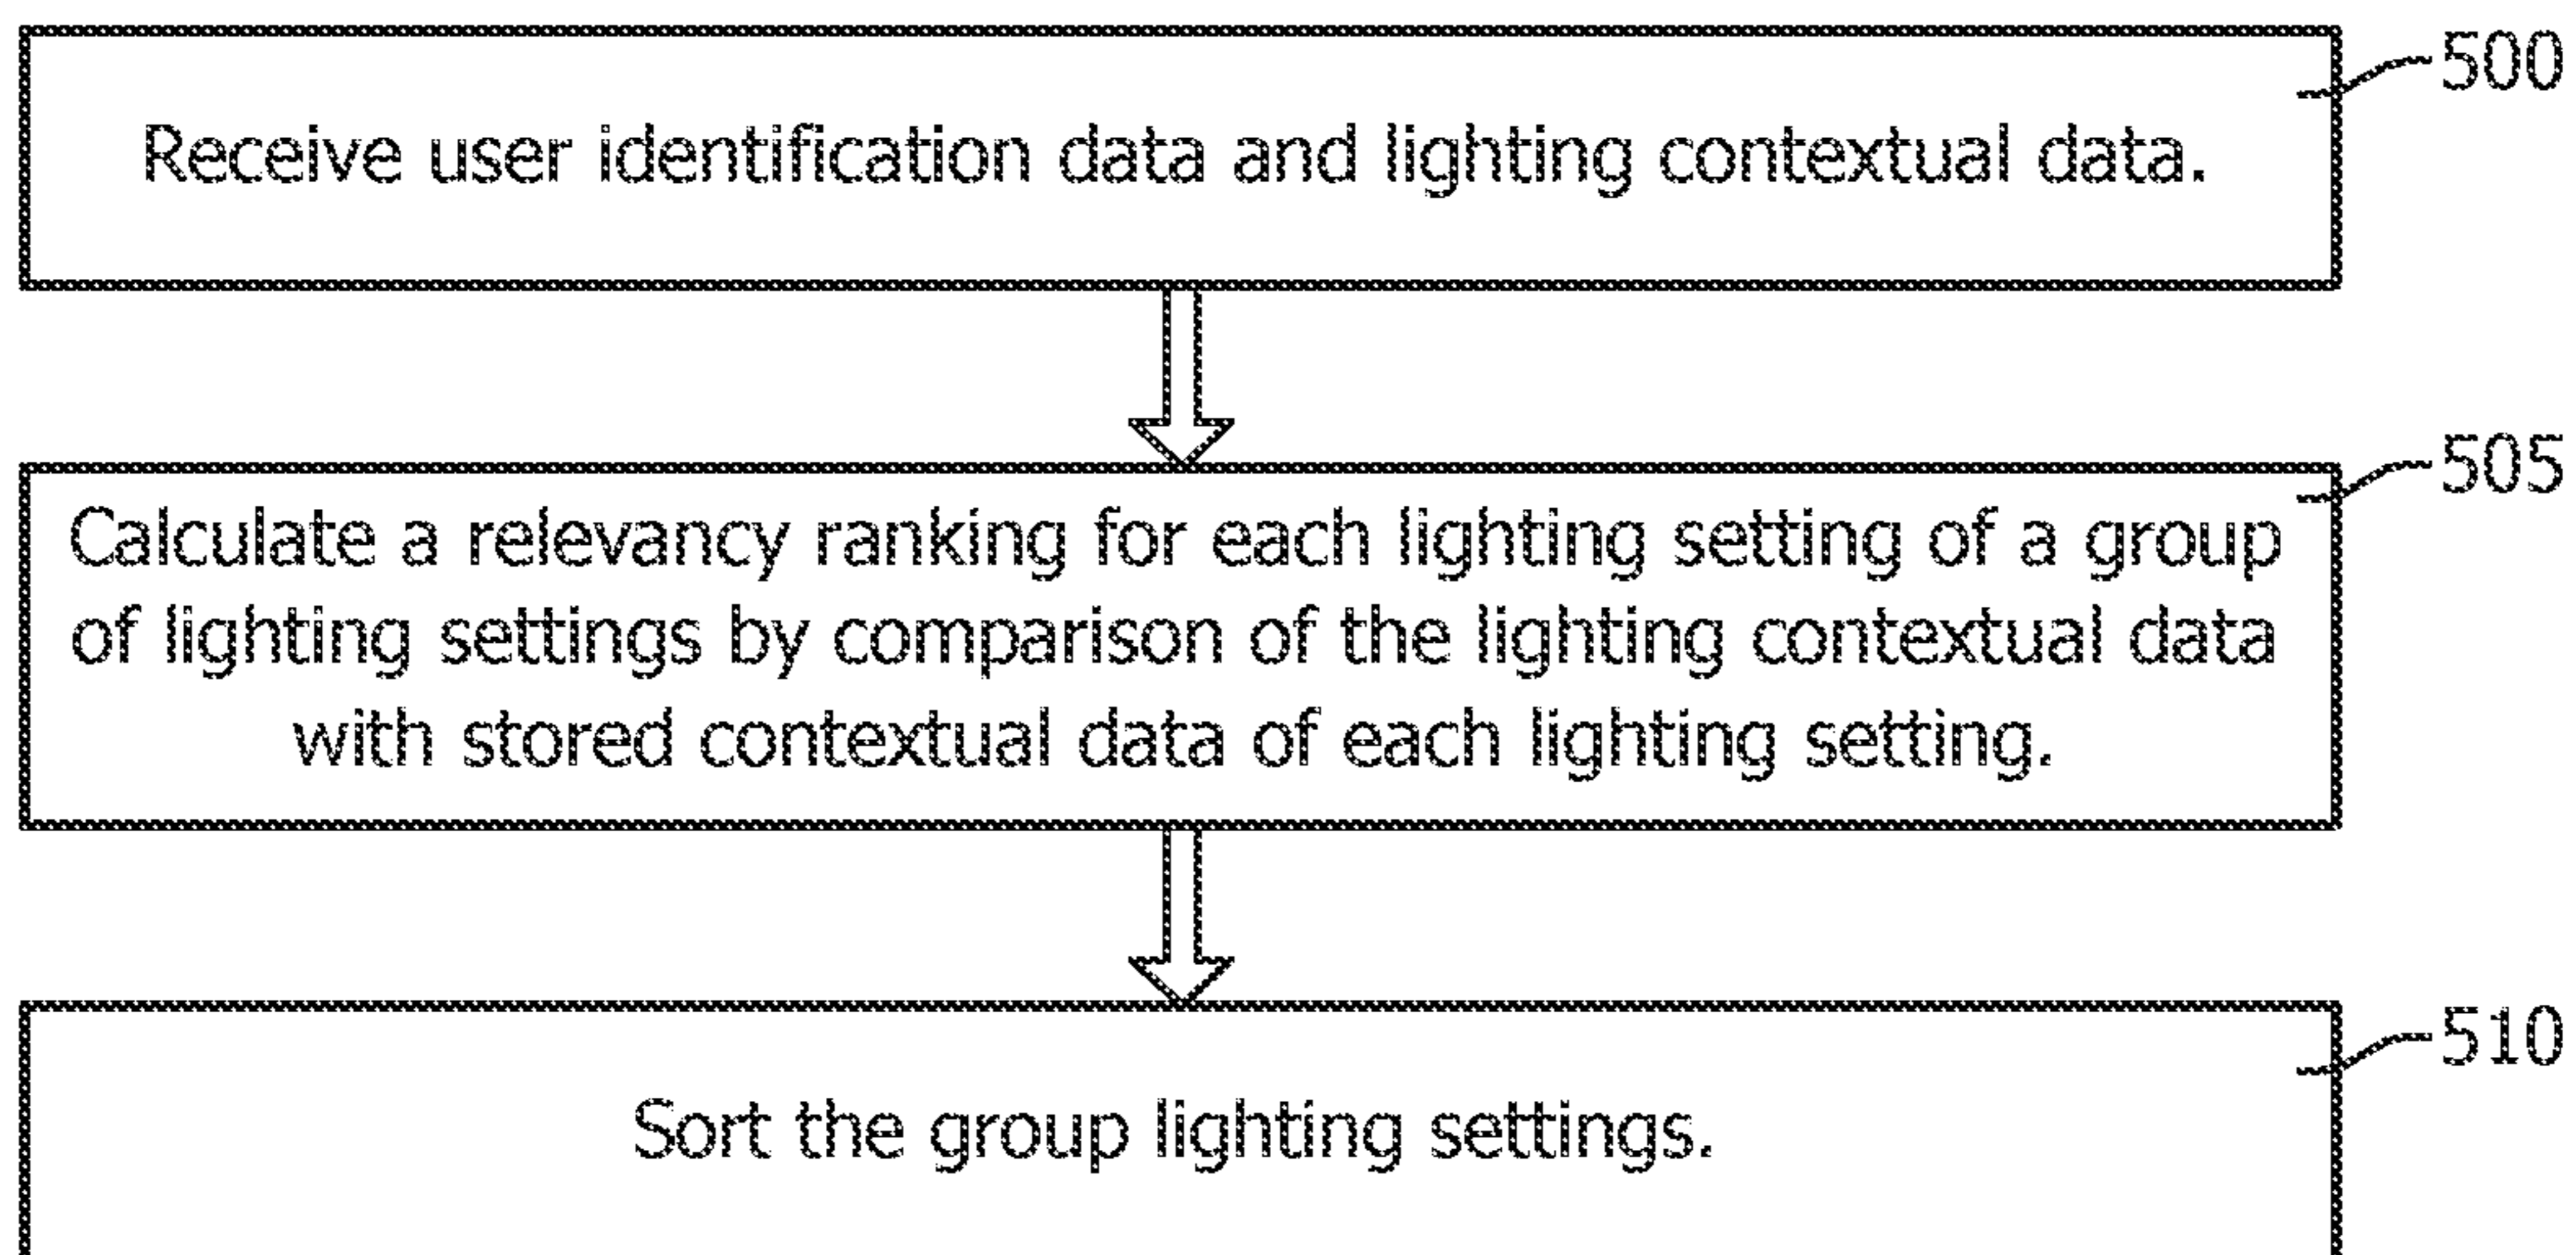 500
Receive user identification data and lighting contextual data.
505
Calculate a relevancy ranking for each lighting setting of a group
of lighting settings by comparison of the lighting contextual data
with stored contextual data of each lighting setting.
510
Sort the group lighting settings.